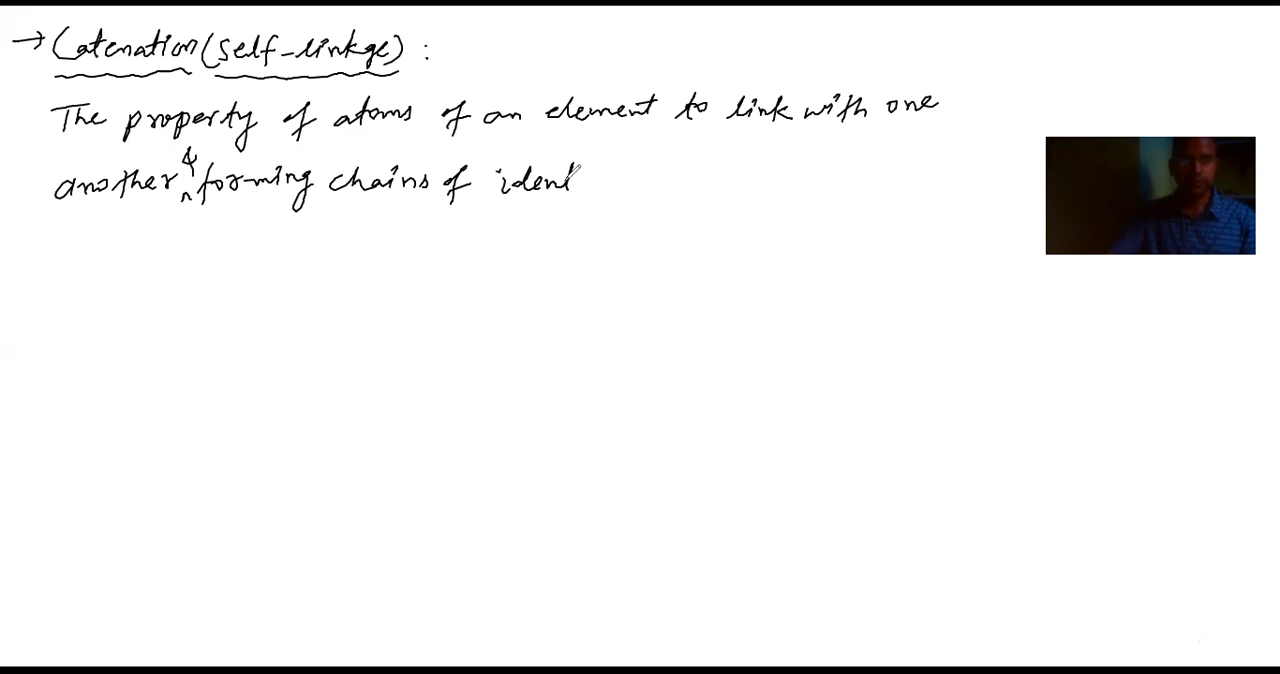 → Catenation (self-linkge) :
The property of atoms of an element to link with one
another & forming chains of ident